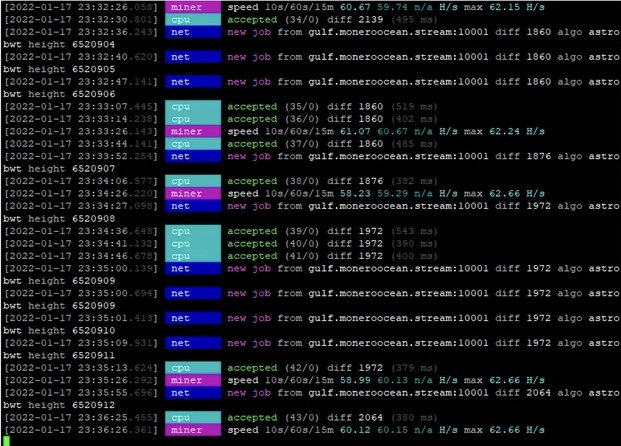 [2022-01-17 23:32:26.058] miner speed 10s/60s/15m 60.67 59.74 n/a H/s max 62.15 H/s
[2022-01-17 23:32:30.801] cpu accepted (34/0) diff 2139 (495 ms)
[2022-01-17 23:32:36.243] net new job from gulf.moneroocean.stream:10001 diff 1860 algo astro
bwt height 6520904
[2022-01-17 23:32:40.620] net new job from gulf.moneroocean.stream:10001 diff 1860 algo astro
bwt height 6520905
[2022-01-17 23:32:47.141] net new job from gulf.moneroocean.stream:10001 diff 1860 algo astro
bwt height 6520906
[2022-01-17 23:33:07.445] cpu accepted (35/0) diff 1860 (519 ms)
[2022-01-17 23:33:14.238] cpu accepted (36/0) diff 1860 (402 ms)
[2022-01-17 23:33:26.143] miner speed 10s/60s/15m 61.07 60.67 n/a H/s max 62.24 H/s
[2022-01-17 23:33:44.141] cpu accepted (37/0) diff 1860 (485 ms)
[2022-01-17 23:33:52.254] net new job from gulf.moneroocean.stream:10001 diff 1876 algo astro
bwt height 6520907
[2022-01-17 23:34:06.577] cpu accepted (38/0) diff 1876 (382 ms)
[2022-01-17 23:34:26.220] miner speed 10s/60s/15m 58.23 59.29 n/a H/s max 62.66 H/s
[2022-01-17 23:34:27.098] net new job from gulf.moneroocean.stream:10001 diff 1972 algo astro
bwt height 6520908
[2022-01-17 23:34:36.648] cpu accepted (39/0) diff 1972 (543 ms)
[2022-01-17 23:34:41.132] cpu accepted (40/0) diff 1972 (390 ms)
[2022-01-17 23:34:46.678] cpu accepted (41/0) diff 1972 (400 ms)
[2022-01-17 23:35:00.139] net new job from gulf.moneroocean.stream:10001 diff 1972 algo astro
bwt height 6520909
[2022-01-17 23:35:00.694] net new job from gulf.moneroocean.stream:10001 diff 1972 algo astro
bwt height 6520909
[2022-01-17 23:35:01.413] net new job from gulf.moneroocean.stream:10001 diff 1972 algo astro
bwt height 6520910
[2022-01-17 23:35:09.931] net new job from gulf.moneroocean.stream:10001 diff 1972 algo astro
bwt height 6520911
[2022-01-17 23:35:13.624] cpu accepted (42/0) diff 1972 (379 ms)
[2022-01-17 23:35:26.292] miner speed 10s/60s/15m 58.99 60.13 n/a H/s max 62.66 H/s
[2022-01-17 23:35:55.696] net new job from gulf.moneroocean.stream:10001 diff 2064 algo astro
bwt height 6520912
[2022-01-17 23:36:25.455] cpu accepted (43/0) diff 2064 (380 ms)
[2022-01-17 23:36:26.361] miner speed 10s/60s/15m 60.12 60.15 n/a H/s max 62.66 H/s